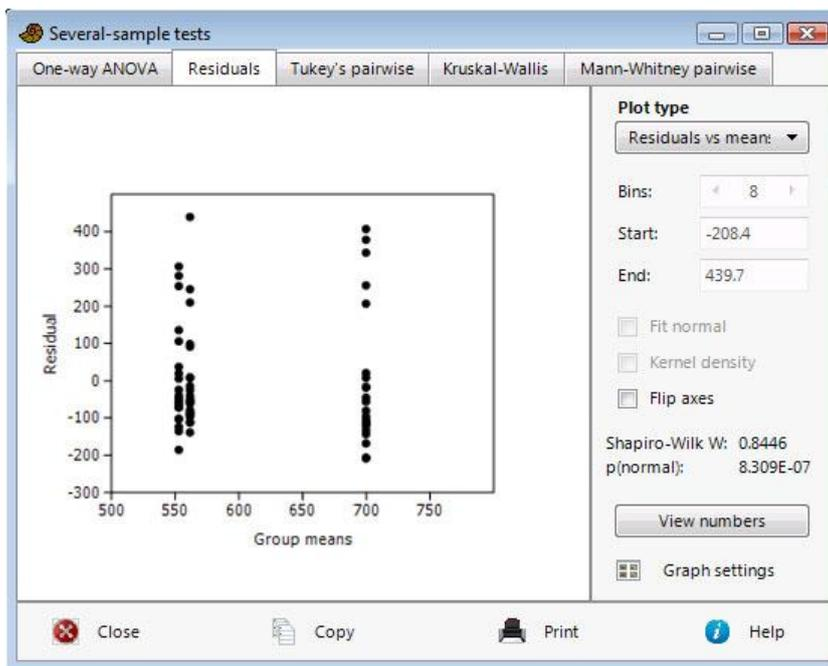 Several-sample tests
One-way ANOVA Residuals Tukey's pairwise Kruskal-Wallis Mann-Whitney pairwise
Plot type
Residuals vs mean:
Bins: 8
Start: -208.4
End: 439.7
Fit normal
Kernel density
Flip axes
Shapiro-Wilk W: 0.8446
p(normal): 8.309E-07
View numbers
Graph settings
400
300
200
100
0
-100
-200
-300
Residual
500 550 600 650 700 750
Group means
Close Copy Print Help